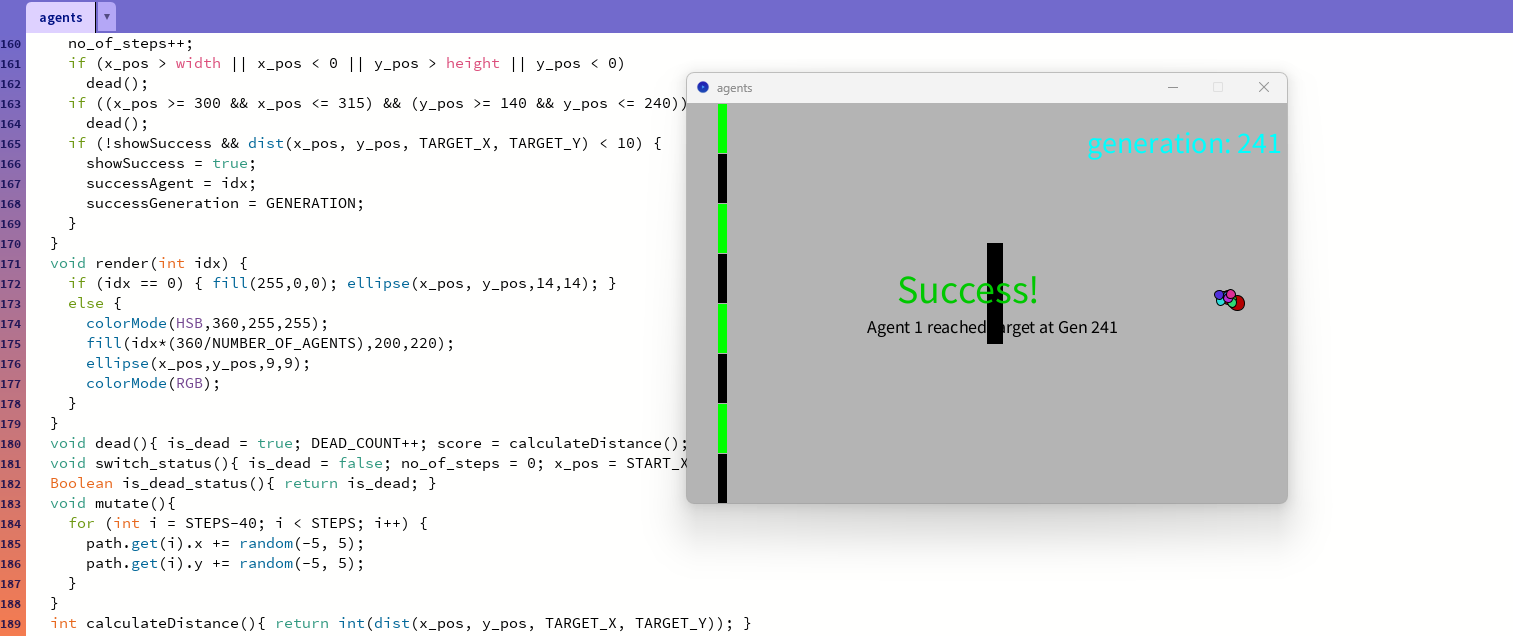 agents
160 no_of_steps++;
161 if (x_pos > width || x_pos < 0 || y_pos > height || y_pos < 0)
162 dead();
163 if ((x_pos >= 300 && x_pos <= 315) && (y_pos >= 140 && y_pos <= 240))
164 dead();
165 if (!showSuccess && dist(x_pos, y_pos, TARGET_X, TARGET_Y) < 10) {
166 showSuccess = true;
167 successAgent = idx;
168 successGeneration = GENERATION;
169 }
170 }
171 void render(int idx) {
172 if (idx == 0) { fill(255,0,0); ellipse(x_pos, y_pos,14,14); }
173 else {
174 colorMode(HSB,360,255,255);
175 fill(idx*(360/NUMBER_OF_AGENTS),200,220);
176 ellipse(x_pos,y_pos,9,9);
177 colorMode(RGB);
178 }
179 }
180 void dead(){ is_dead = true; DEAD_COUNT++; score = calculateDistance();
181 void switch_status(){ is_dead = false; no_of_steps = 0; x_pos = START_X
182 Boolean is_dead_status(){ return is_dead; }
183 void mutate(){
184 for (int i = STEPS-40; i < STEPS; i++) {
185 path.get(i).x += random(-5, 5);
186 path.get(i).y += random(-5, 5);
187 }
188 }
189 int calculateDistance(){ return int(dist(x_pos, y_pos, TARGET_X, TARGET_Y)); }
agents
generation: 241
Success!
Agent 1 reached target at Gen 241